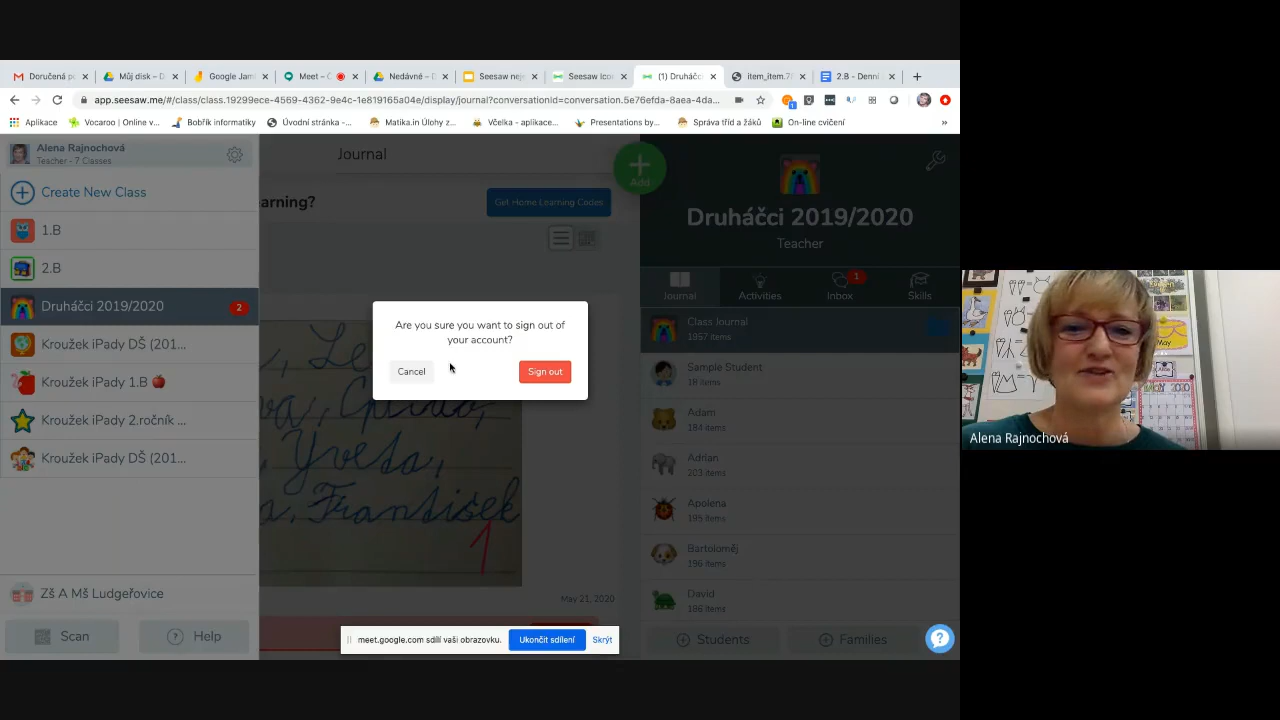 Doručená p
Můj disk – D
Google Jam
Meet – 
Nedávné – D
Seesaw nej
Seesaw Ico
(1) Druháčc
item_item.7
2.B - Denní
app.seesaw.me/#/class/class.19299ece-4569-4362-9e4c-1e819165a04e/display/journal?conversationId=conversation.5e76efda-8aea-4da...
Aplikace
Vocaroo | Online v...
Bobřík informatiky
Úvodní stránka -...
Matika.in Úlohy z...
Včelka - aplikace...
Presentations by...
Správa tříd a žáků
On-line cvičení
»
Alena Rajnochová
Teacher - 7 Classes
Create New Class
1.B
2.B
Druháčci 2019/2020
2
Kroužek iPady DŠ (201...
Kroužek iPady 1.B
Kroužek iPady 2.ročník ...
Kroužek iPady DŠ (201...
Zš A Mš Ludgeřovice
Scan
Help
Journal
earning?
Get Home Learning Codes
Add
Are you sure you want to sign out of
your account?
Cancel
Sign out
Yveta,
František
1
May 21, 2020
meet.google.com sdílí vaši obrazovku.
Ukončit sdílení
Skrýt
Druháčci 2019/2020
Teacher
Journal
Activities
Inbox
1
Skills
Class Journal
1957 items
Sample Student
18 items
Adam
184 items
Adrian
203 items
Apolena
195 items
Bartoloměj
196 items
David
186 items
Students
Families
May
2020
Alena Rajnochová